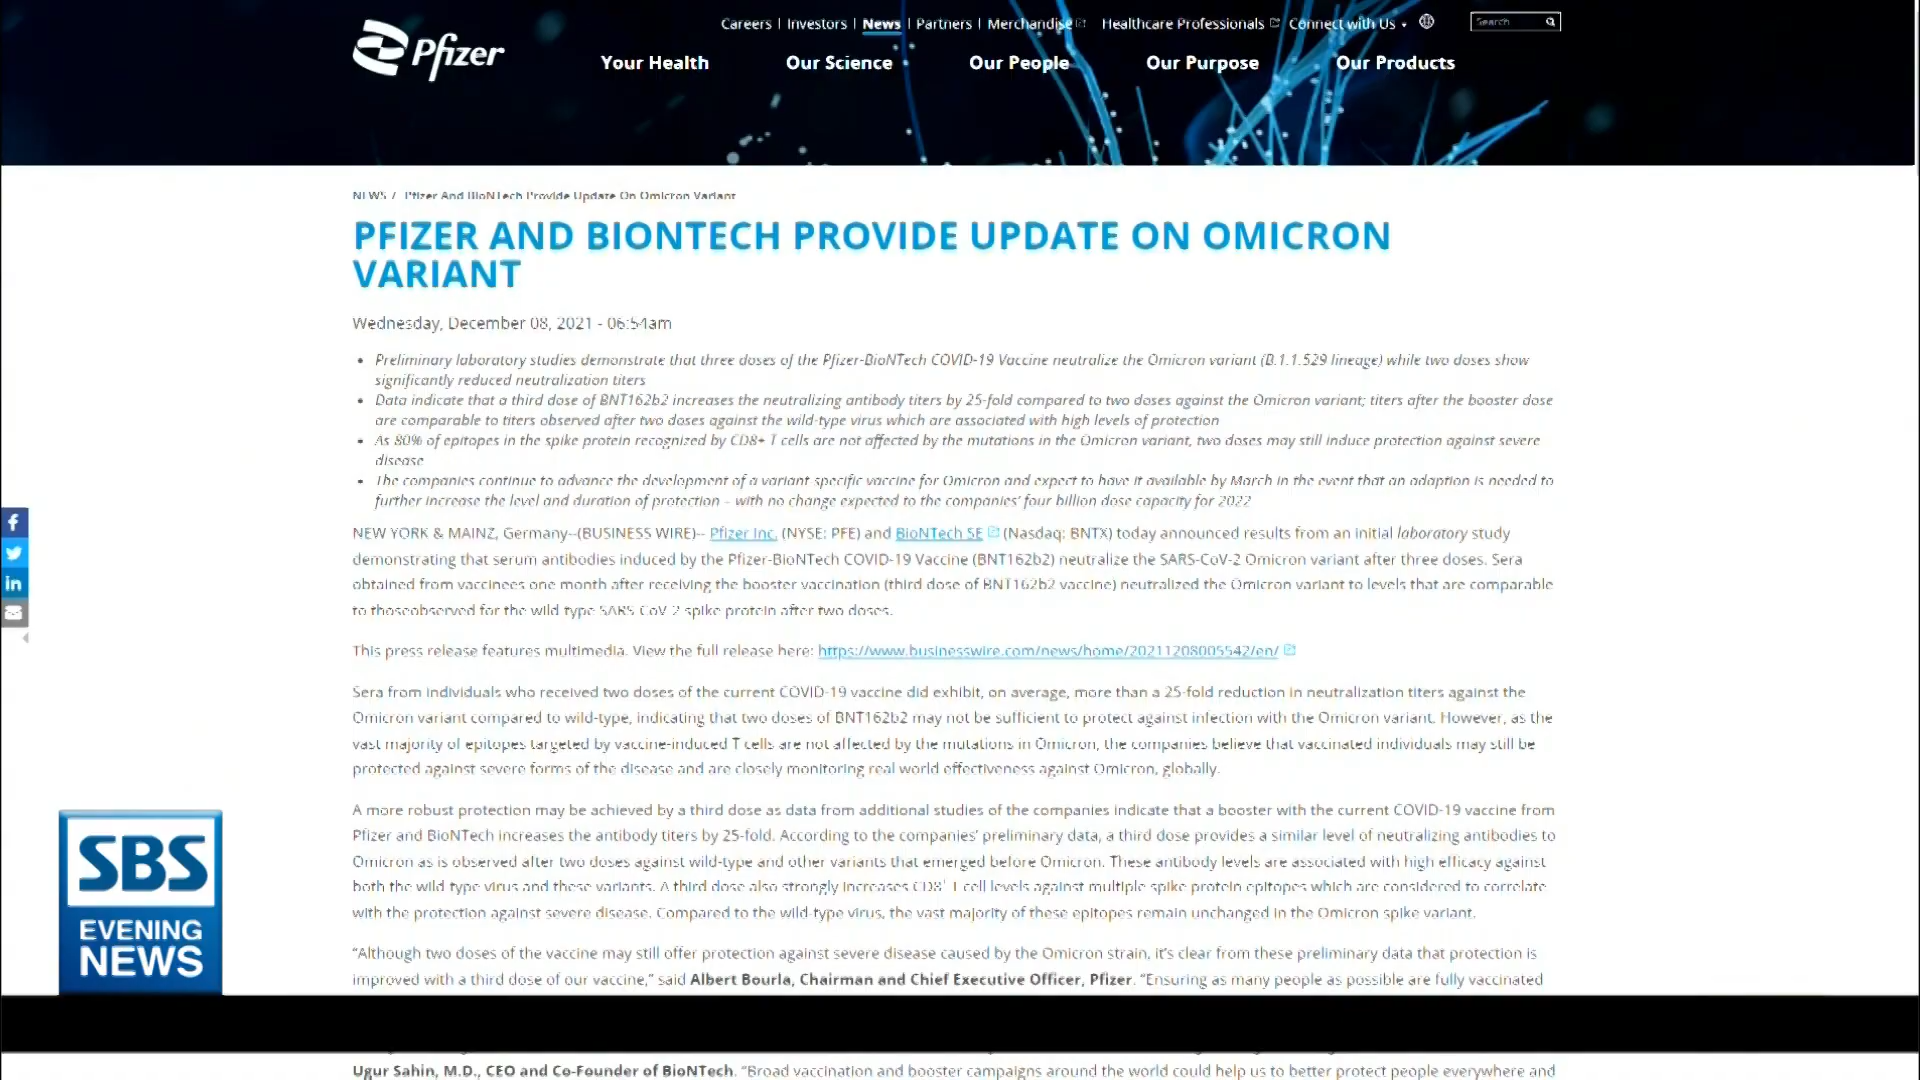 Careers | Investors | News | Partners | Merchandise Healthcare Professionals Connect with Us
Search
Pfizer
Your Health Our Science Our People Our Purpose Our Products
NEWS / Pfizer And BioNTech Provide Update On Omicron Variant
PFIZER AND BIONTECH PROVIDE UPDATE ON OMICRON
VARIANT
Wednesday, December 08, 2021 - 06:54am
• Preliminary laboratory studies demonstrate that three doses of the Pfizer-BioNTech COVID-19 Vaccine neutralize the Omicron variant (B.1.1.529 lineage) while two doses show
significantly reduced neutralization titers
• Data indicate that a third dose of BNT162b2 increases the neutralizing antibody titers by 25-fold compared to two doses against the Omicron variant; titers after the booster dose
are comparable to titers observed after two doses against the wild-type virus which are associated with high levels of protection
• As 80% of epitopes in the spike protein recognized by CD8+ T cells are not affected by the mutations in the Omicron variant, two doses may still induce protection against severe
disease
• The companies continue to advance the development of a variant specific vaccine for Omicron and expect to have it available by March in the event that an adaption is needed to
further increase the level and duration of protection – with no change expected to the companies' four billion dose capacity for 2022
NEW YORK & MAINZ, Germany--(BUSINESS WIRE)-- Pfizer Inc. (NYSE: PFE) and BioNTech SE (Nasdaq: BNTX) today announced results from an initial laboratory study
demonstrating that serum antibodies induced by the Pfizer-BioNTech COVID-19 Vaccine (BNT162b2) neutralize the SARS-CoV-2 Omicron variant after three doses. Sera
obtained from vaccinees one month after receiving the booster vaccination (third dose of BNT162b2 vaccine) neutralized the Omicron variant to levels that are comparable
to thoseobserved for the wild-type SARS-CoV-2 spike protein after two doses.
This press release features multimedia. View the full release here: https://www.businesswire.com/news/home/20211208005542/en/
Sera from individuals who received two doses of the current COVID-19 vaccine did exhibit, on average, more than a 25-fold reduction in neutralization titers against the
Omicron variant compared to wild-type, indicating that two doses of BNT162b2 may not be sufficient to protect against infection with the Omicron variant. However, as the
vast majority of epitopes targeted by vaccine-induced T cells are not affected by the mutations in Omicron, the companies believe that vaccinated individuals may still be
protected against severe forms of the disease and are closely monitoring real world effectiveness against Omicron, globally.
A more robust protection may be achieved by a third dose as data from additional studies of the companies indicate that a booster with the current COVID-19 vaccine from
Pfizer and BioNTech increases the antibody titers by 25-fold. According to the companies' preliminary data, a third dose provides a similar level of neutralizing antibodies to
Omicron as is observed after two doses against wild-type and other variants that emerged before Omicron. These antibody levels are associated with high efficacy against
both the wild-type virus and these variants. A third dose also strongly increases CD8+ T cell levels against multiple spike protein epitopes which are considered to correlate
with the protection against severe disease. Compared to the wild-type virus, the vast majority of these epitopes remain unchanged in the Omicron spike variant.
"Although two doses of the vaccine may still offer protection against severe disease caused by the Omicron strain, it's clear from these preliminary data that protection is
improved with a third dose of our vaccine," said Albert Bourla, Chairman and Chief Executive Officer, Pfizer. "Ensuring as many people as possible are fully vaccinated
Ugur Sahin, M.D., CEO and Co-Founder of BioNTech. "Broad vaccination and booster campaigns around the world could help us to better protect people everywhere and
SBS
EVENING
NEWS